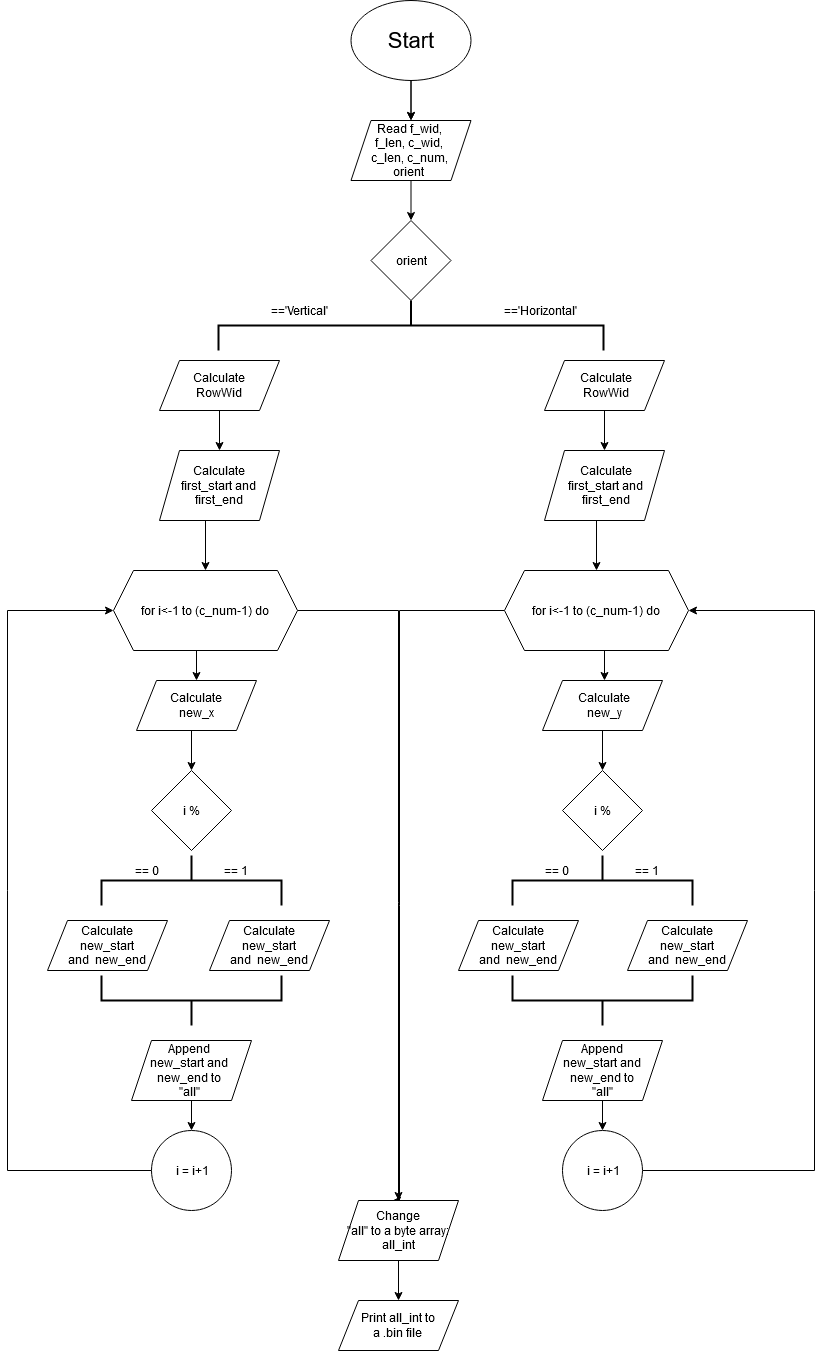 Start
Read f_wid,
f_len, c_wid,
c_len, c_num,
orient
orient
=='Vertical'
=='Horizontal'
Calculate
RowWid
Calculate
RowWid
Calculate
first_start and
first_end
Calculate
first_start and
first_end
for i<-1 to (c_num-1) do
for i<-1 to (c_num-1) do
Calculate
new_x
Calculate
new_y
i %
i %
== 0
== 1
== 0
== 1
Calculate
new_start
and new_end
Calculate
new_start
and new_end
Calculate
new_start
and new_end
Calculate
new_start
and new_end
Append
new_start and
new_end to
"all"
Append
new_start and
new_end to
"all"
i = i+1
i = i+1
Change
"all" to a byte array:
all_int
Print all_int to
a .bin file